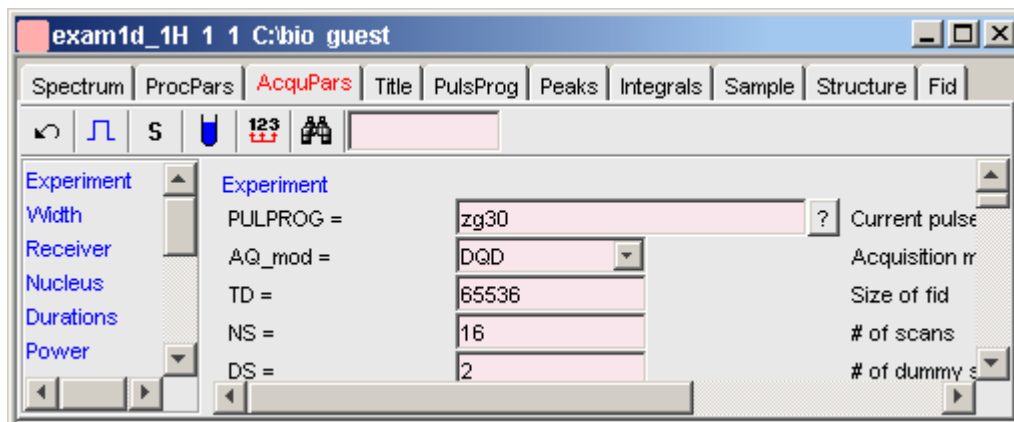 exam1d_1H 1 1 C:\bio guest
Spectrum ProcPars AcquPars Title PulsProg Peaks Integrals Sample Structure Fid
S 123
Experiment
Width
Receiver
Nucleus
Durations
Power
Experiment
PULPROG = zg30 ? Current pulse
AQ_mod = DQD Acquisition m
TD = 65536 Size of fid
NS = 16 # of scans
DS = 2 # of dummy s